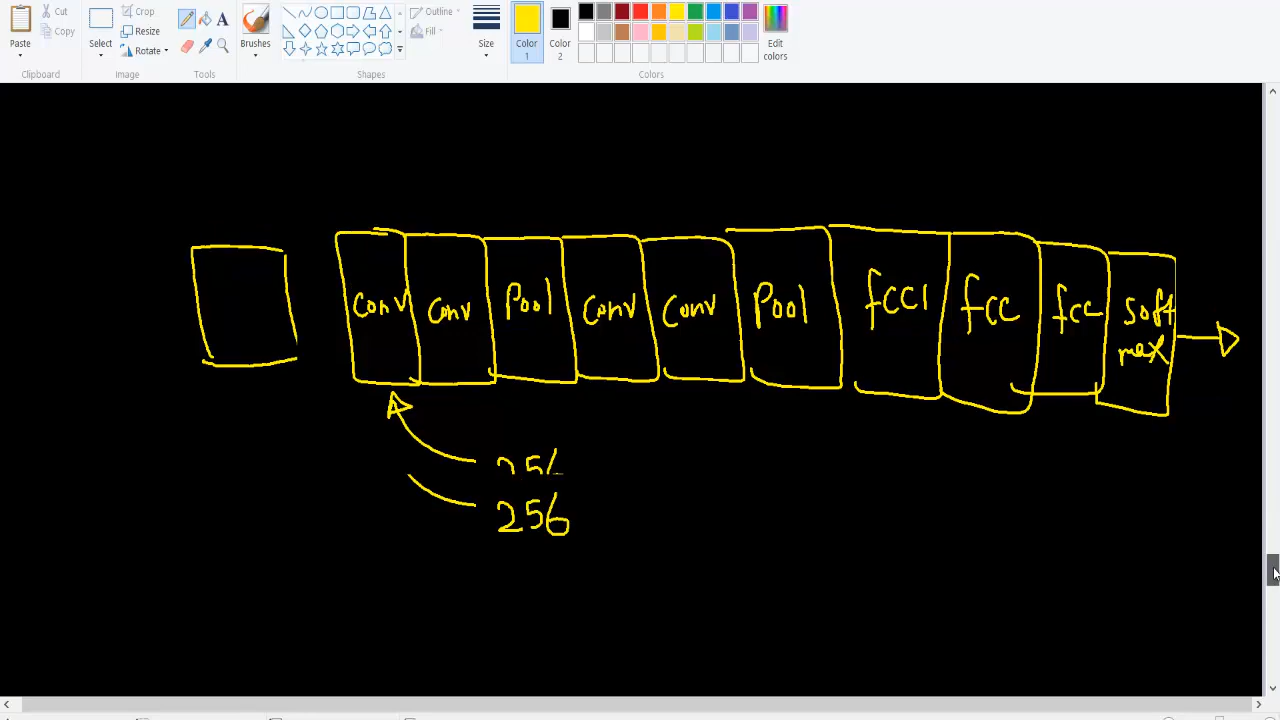 Cut
Copy
Paste
Clipboard
Select
Crop
Resize
Rotate
Image
Tools
Brushes
Outline
Fill
Shapes
Size
Color 1
Color 2
Edit colors
Colors
Conv Conv Pool Conv Conv Pool fCC1 fCC fCC Soft max
256
256